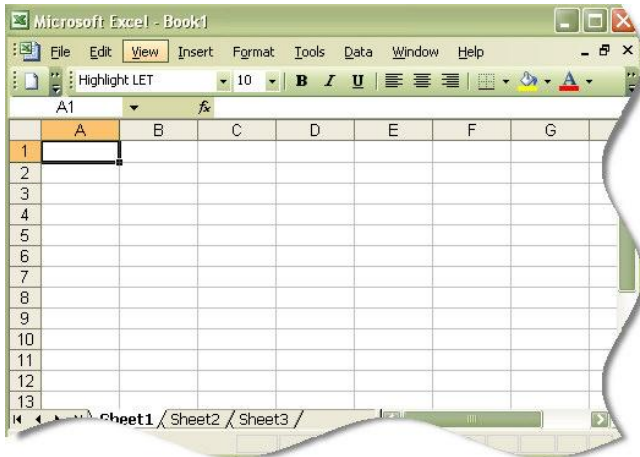 Microsoft Excel - Book1
File Edit View Insert Format Tools Data Window Help
Highlight LET 10 B I U A
A1 fx
A B C D E F G
1
2
3
4
5
6
7
8
9
10
11
12
13
Sheet1 Sheet2 Sheet3